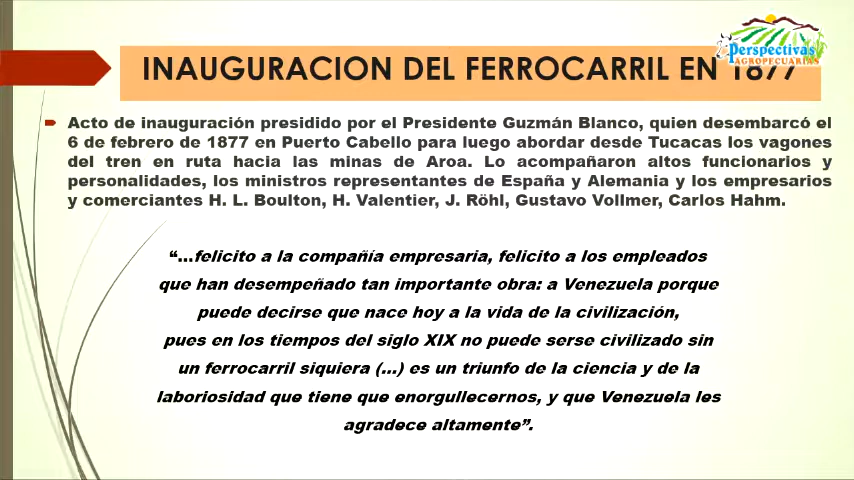 Perspectivas
AGROPECUARIAS
INAUGURACION DEL FERROCARRIL EN 1877
Acto de inauguración presidido por el Presidente Guzmán Blanco, quien desembarcó el
6 de febrero de 1877 en Puerto Cabello para luego abordar desde Tucacas los vagones
del tren en ruta hacia las minas de Aroa. Lo acompañaron altos funcionarios y
personalidades, los ministros representantes de España y Alemania y los empresarios
y comerciantes H. L. Boulton, H. Valentier, J. Röhl, Gustavo Vollmer, Carlos Hahm.
“...felicito a la compañía empresaria, felicito a los empleados
que han desempeñado tan importante obra: a Venezuela porque
puede decirse que nace hoy a la vida de la civilización,
pues en los tiempos del siglo XIX no puede serse civilizado sin
un ferrocarril siquiera (...) es un triunfo de la ciencia y de la
laboriosidad que tiene que enorgullecernos, y que Venezuela les
agradece altamente”.